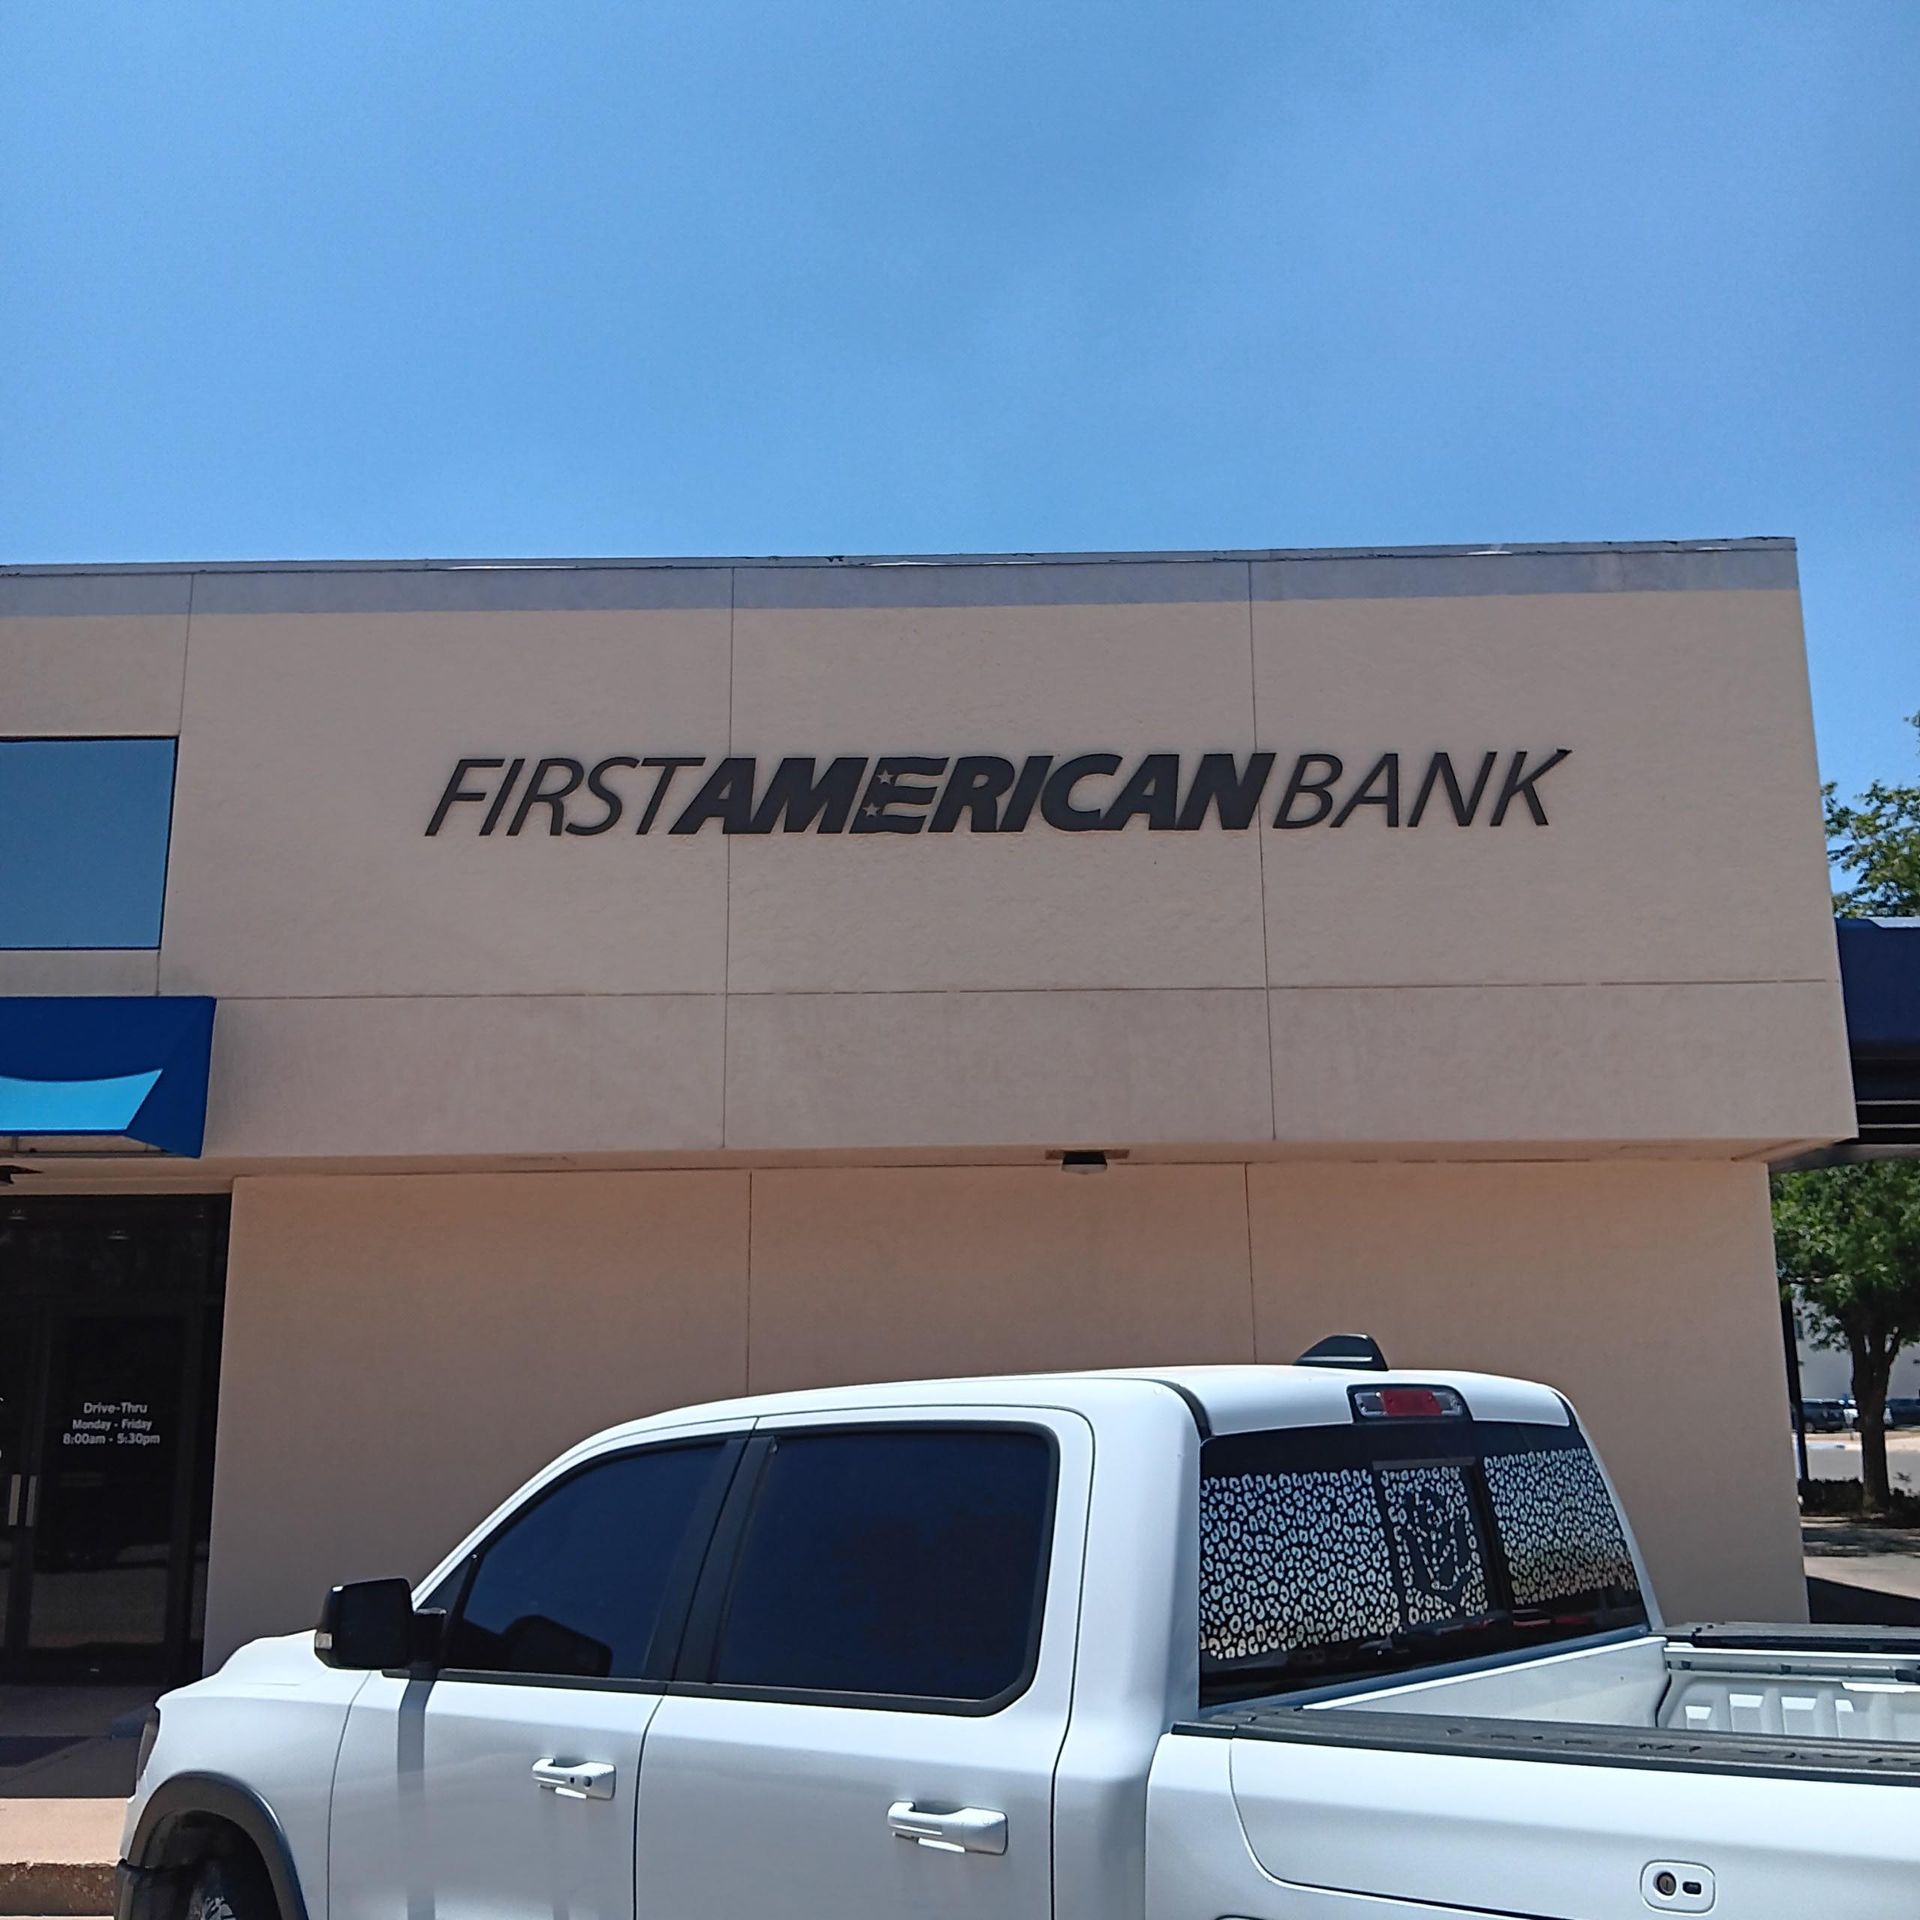 FIRSTAMERICANBANK
Drive-Thru
Monday - Friday
8:00am - 5:30pm